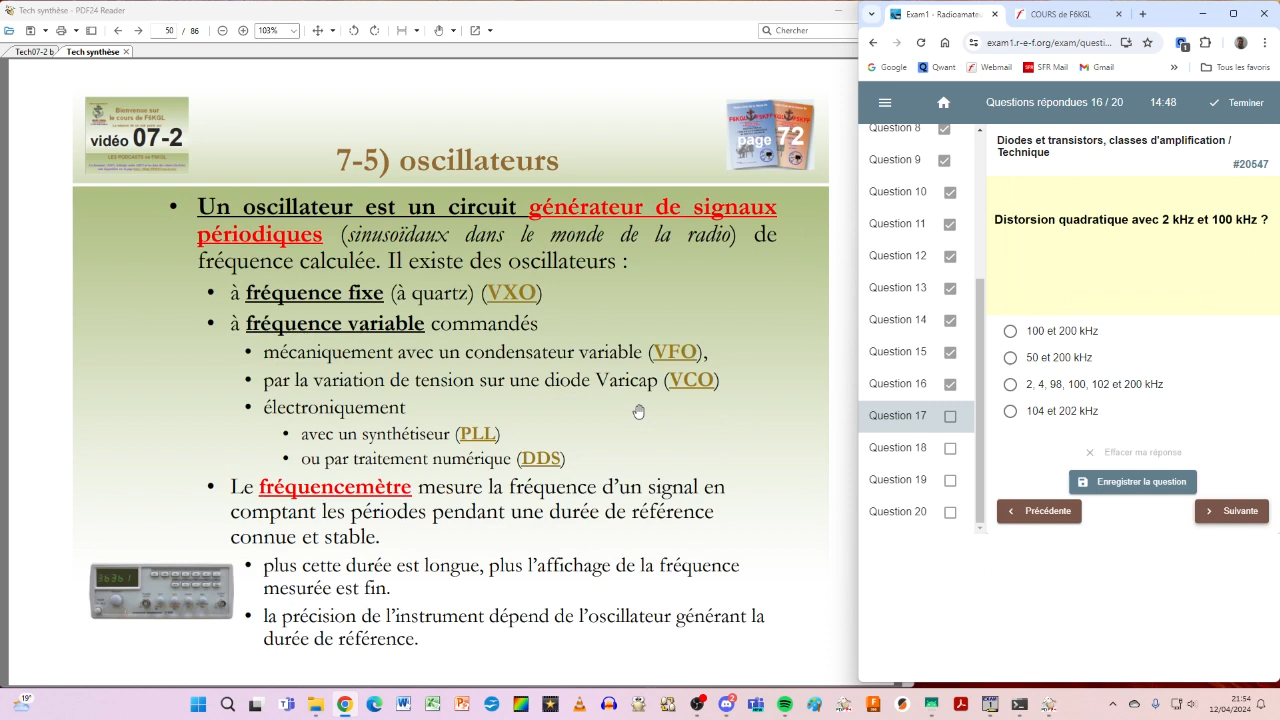 Tech synthèse - PDF24 Reader
50 / 86
103%
Chercher
Tech07-2 b
Tech synthèse
Bienvenue sur
le cours de F6KGL
vidéo 07-2
LES PODCASTS de F6KGL
page 72
7-5) oscillateurs
• Un oscillateur est un circuit générateur de signaux
périodiques (sinusoïdaux dans le monde de la radio) de
fréquence calculée. Il existe des oscillateurs :
• à fréquence fixe (à quartz) (VXO)
• à fréquence variable commandés
• mécaniquement avec un condensateur variable (VFO),
• par la variation de tension sur une diode Varicap (VCO)
• électroniquement
• avec un synthétiseur (PLL)
• ou par traitement numérique (DDS)
• Le fréquencemètre mesure la fréquence d'un signal en
comptant les périodes pendant une durée de référence
connue et stable.
• plus cette durée est longue, plus l'affichage de la fréquence
mesurée est fin.
• la précision de l'instrument dépend de l'oscillateur générant la
durée de référence.
Exam1 - Radioamat
COURS de F6KGL
exam1.r-e-f.org/exam/questi...
1
Google
Qwant
Webmail
SFR Mail
Gmail
»
Tous les favoris
Questions répondues 16 / 20
14:48
Terminer
Question 8
Question 9
Question 10
Question 11
Question 12
Question 13
Question 14
Question 15
Question 16
Question 17
Question 18
Question 19
Question 20
Diodes et transistors, classes d'amplification /
Technique
#20547
Distorsion quadratique avec 2 kHz et 100 kHz ?
100 et 200 kHz
50 et 200 kHz
2, 4, 98, 100, 102 et 200 kHz
104 et 202 kHz
Effacer ma réponse
Enregistrer la question
Précédente
Suivante
19°
21:54
12/04/2024